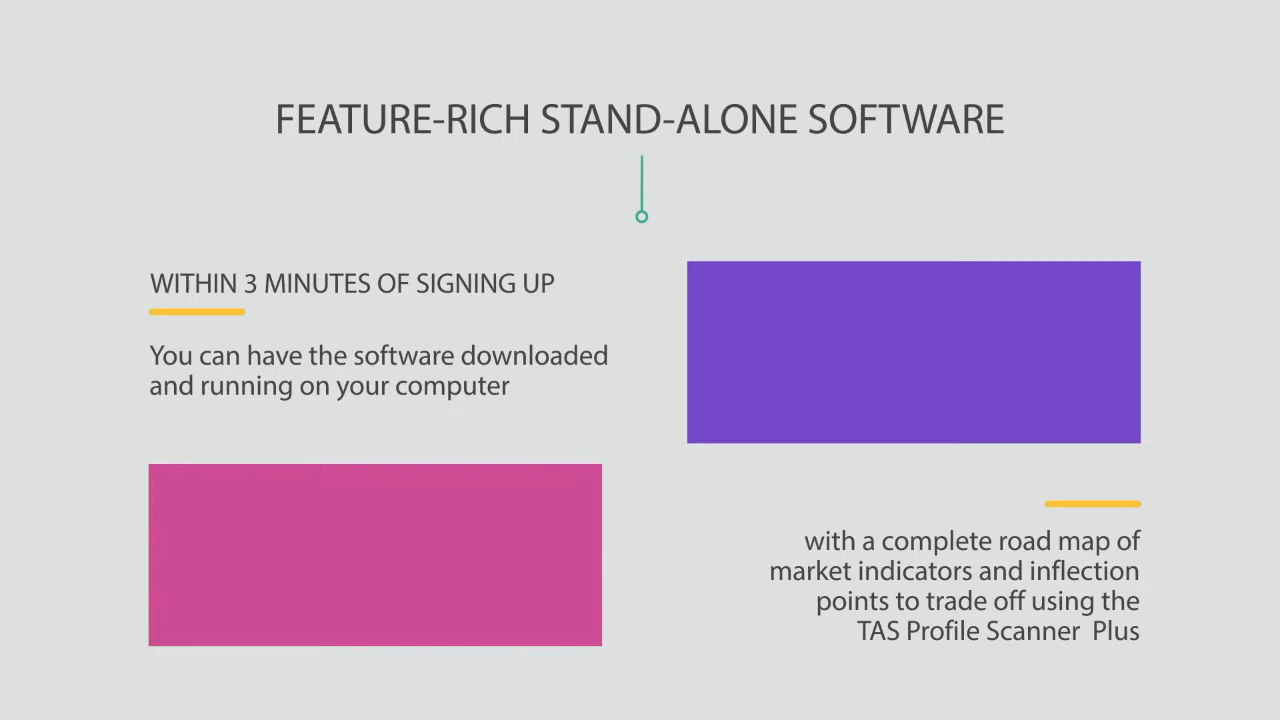 FEATURE-RICH STAND-ALONE SOFTWARE
WITHIN 3 MINUTES OF SIGNING UP
You can have the software downloaded
and running on your computer
with a complete road map of
market indicators and inflection
points to trade off using the
TAS Profile Scanner  Plus